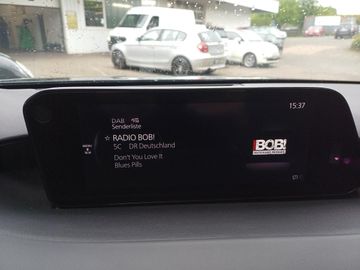 15:37
DAB
Senderliste
☆ RADIO BOB!
5C DR Deutschland
BOB!
Don't You Love It
Blues Pills